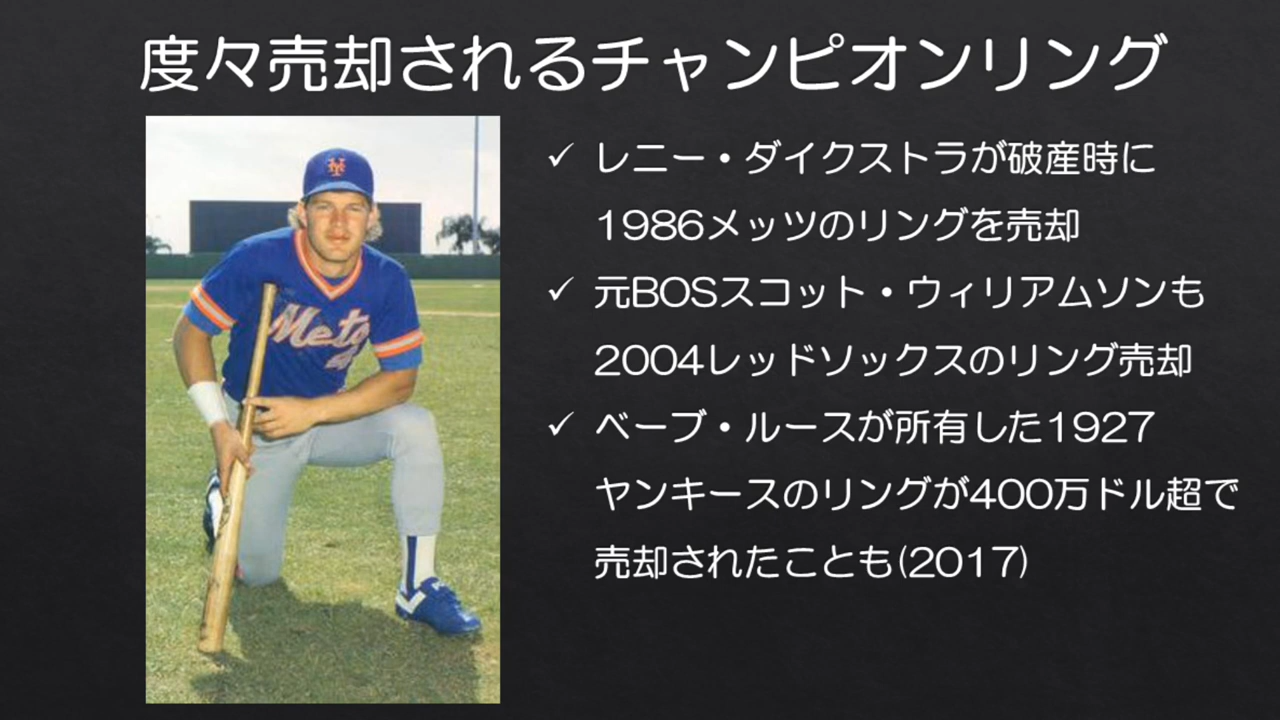 度々売却されるチャンピオンリング
✓ レニー・ダイクストラが破産時に
1986メッツのリングを売却
✓ 元BOSスコット・ウィリアムソンも
2004レッドソックスのリング売却
✓ ベーブ・ルースが所有した1927
ヤンキースのリングが400万ドル超で
売却されたことも(2017)
Mets